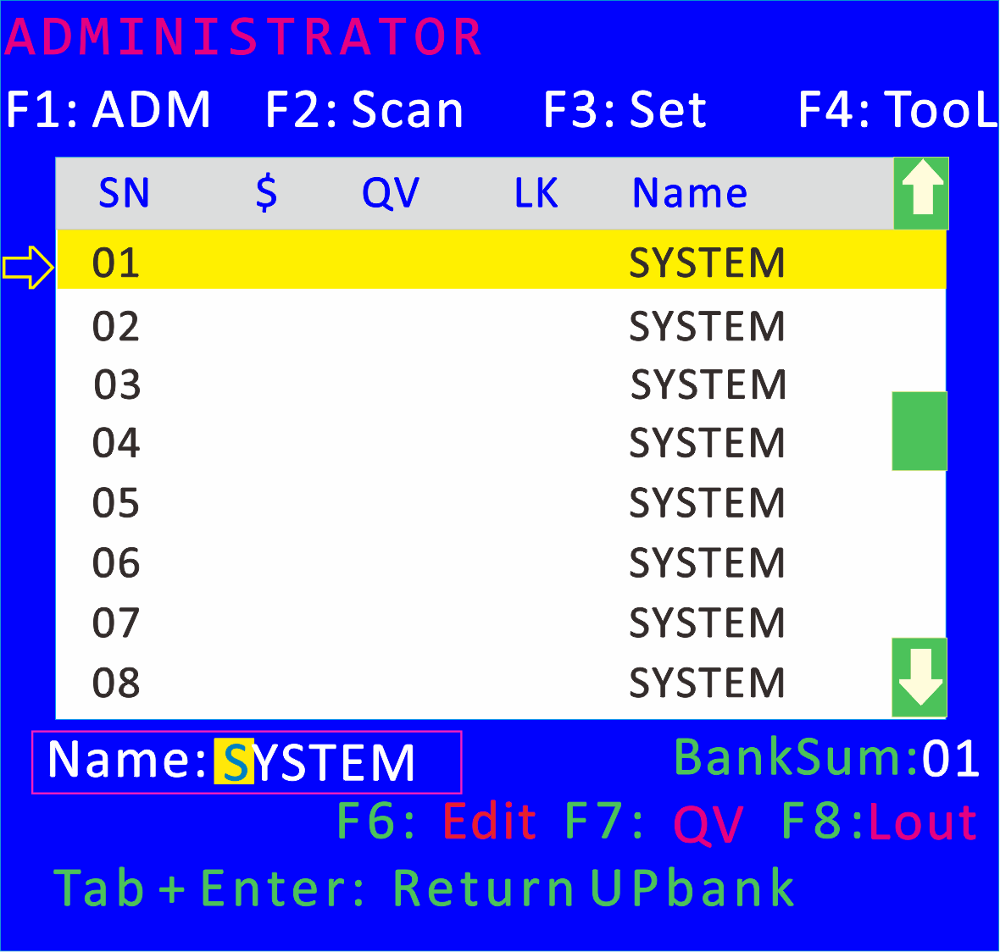 ADMINISTRATOR
F1: ADM F2: Scan F3: Set F4: TooL
SN $ QV LK Name
01 SYSTEM
02 SYSTEM
03 SYSTEM
04 SYSTEM
05 SYSTEM
06 SYSTEM
07 SYSTEM
08 SYSTEM
Name: SYSTEM BankSum:01
F6: Edit F7: QV F8:Lout
Tab + Enter: Return UPbank